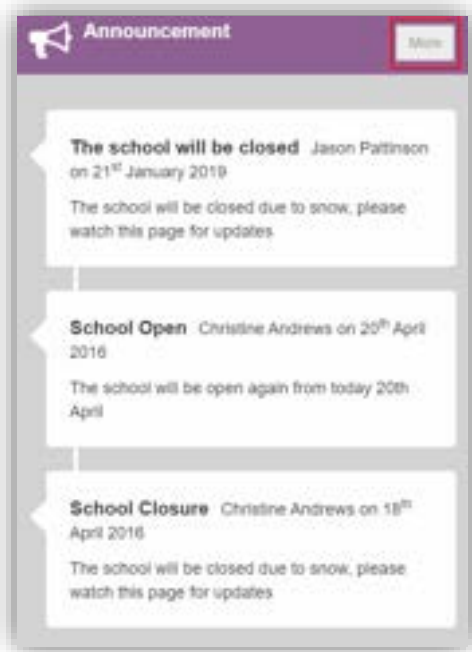 Announcement
More
The school will be closed Jason Pattinson
on 21st January 2019
The school will be closed due to snow, please
watch this page for updates
School Open Christine Andrews on 20th April
2016
The school will be open again from today 20th
April
School Closure Christine Andrews on 18th
April 2016
The school will be closed due to snow, please
watch this page for updates